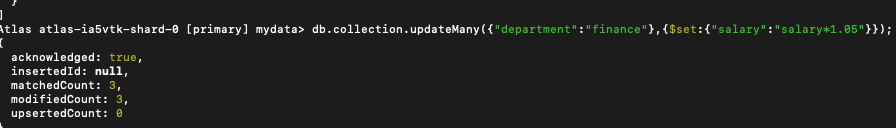 }
]
Atlas atlas-ia5vtk-shard-0 [primary] mydata> db.collection.updateMany({"department":"finance"},{$set:{"salary":"salary*1.05"}});
{
  acknowledged: true,
  insertedId: null,
  matchedCount: 3,
  modifiedCount: 3,
  upsertedCount: 0